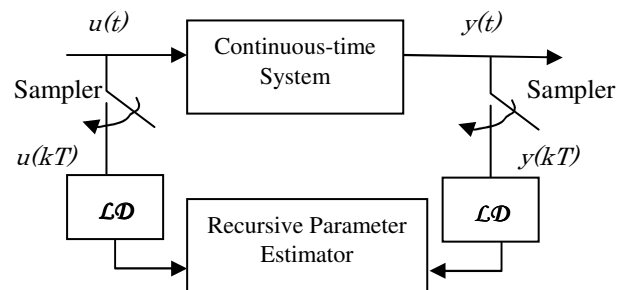 u(t)
Continuous-time
System
y(t)
Sampler
Sampler
u(kT)
y(kT)
LD
LD
Recursive Parameter
Estimator